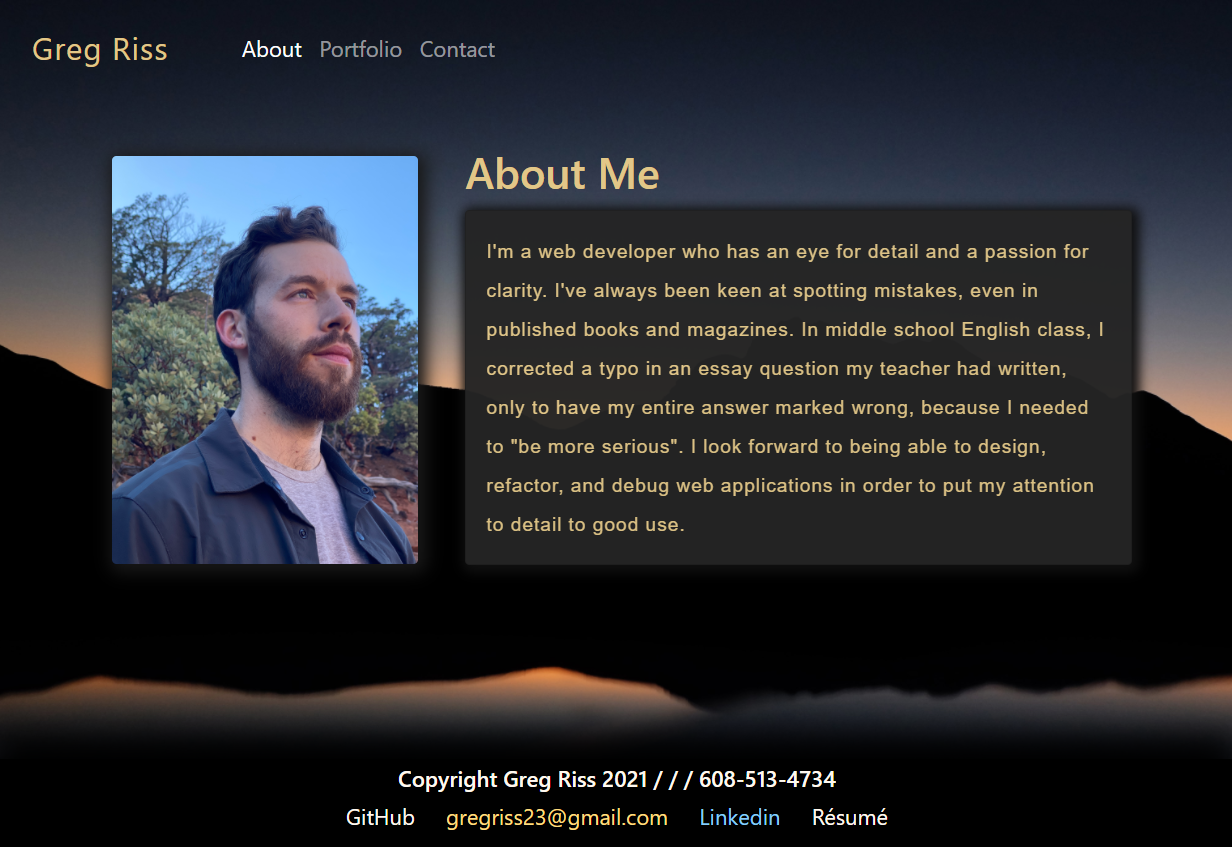 Greg Riss
About Portfolio Contact
About Me
I'm a web developer who has an eye for detail and a passion for
clarity. I've always been keen at spotting mistakes, even in
published books and magazines. In middle school English class, I
corrected a typo in an essay question my teacher had written,
only to have my entire answer marked wrong, because I needed
to "be more serious". I look forward to being able to design,
refactor, and debug web applications in order to put my attention
to detail to good use.
Copyright Greg Riss 2021 / / / 608-513-4734
GitHub gregriss23@gmail.com Linkedin Résumé